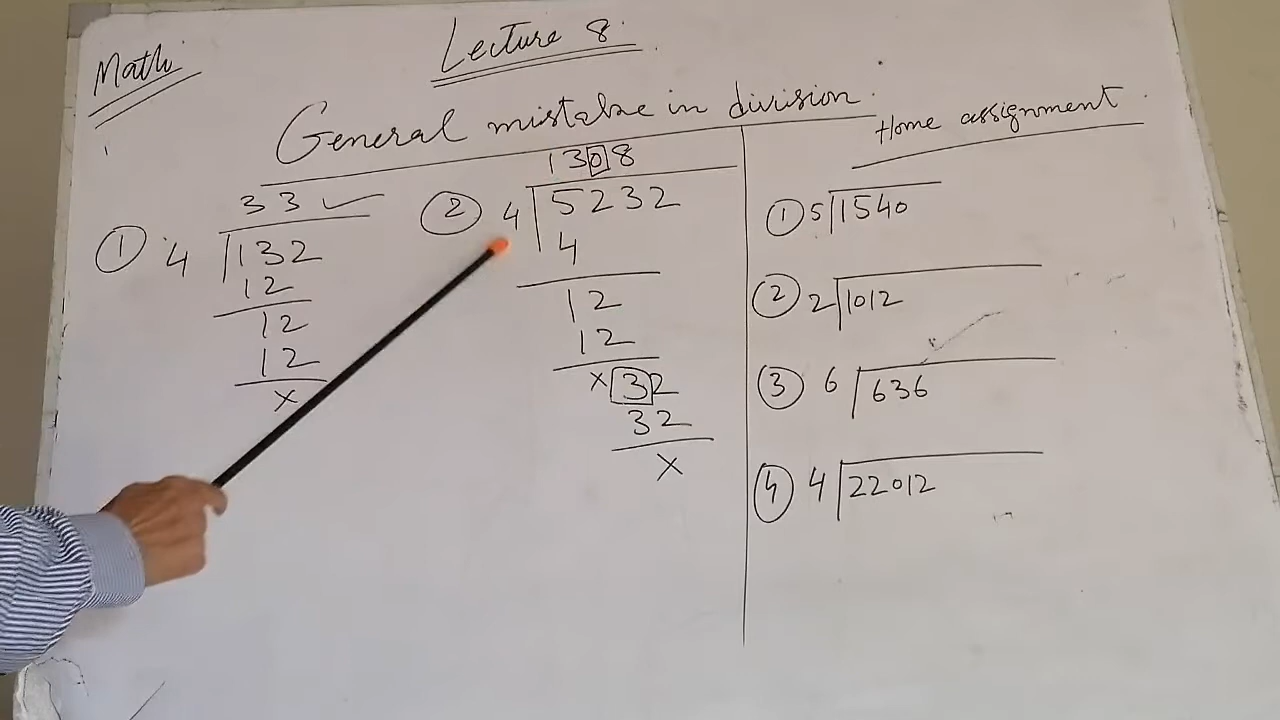 Math
Lecture 8
General mistake in division.
Home assignment
① 4 132
33 ✓
12
12
12
x
② 4 5232
1308
4
12
12
x 32
32
x
① 5 1540
② 2 1012
③ 6 636
④ 4 22012